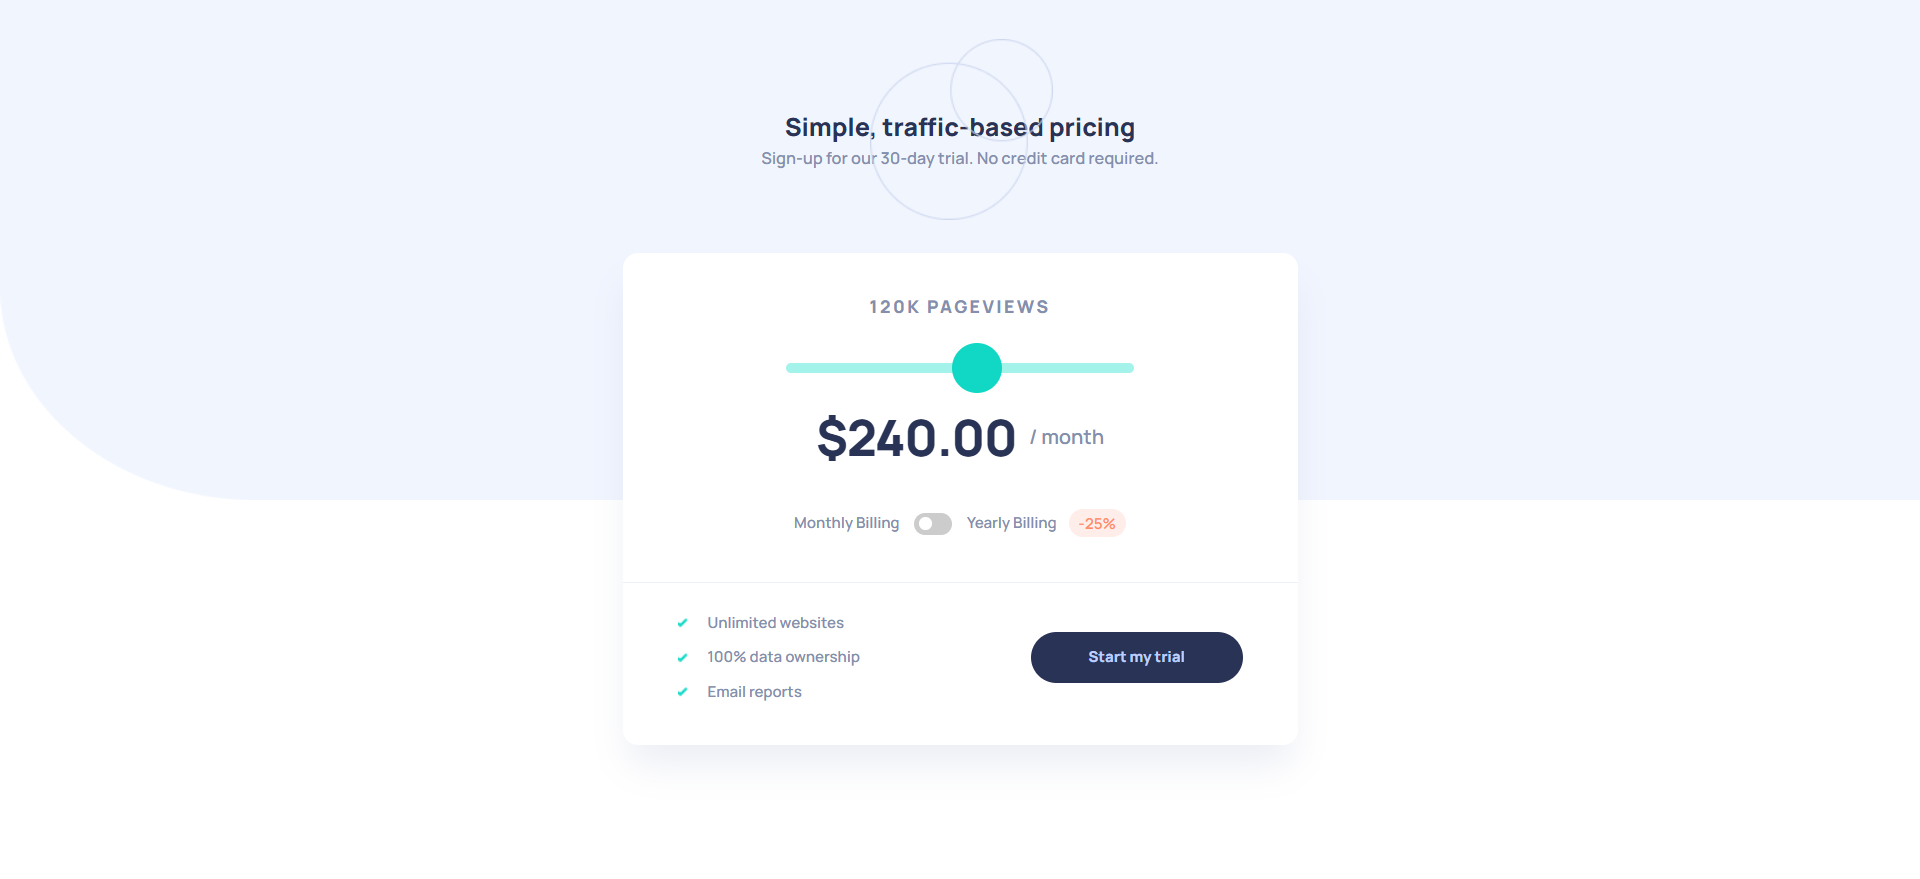 Simple, traffic-based pricing
Sign-up for our 30-day trial. No credit card required.
120K PAGEVIEWS
$240.00 / month
Monthly Billing Yearly Billing -25%
Unlimited websites
100% data ownership
Email reports
Start my trial